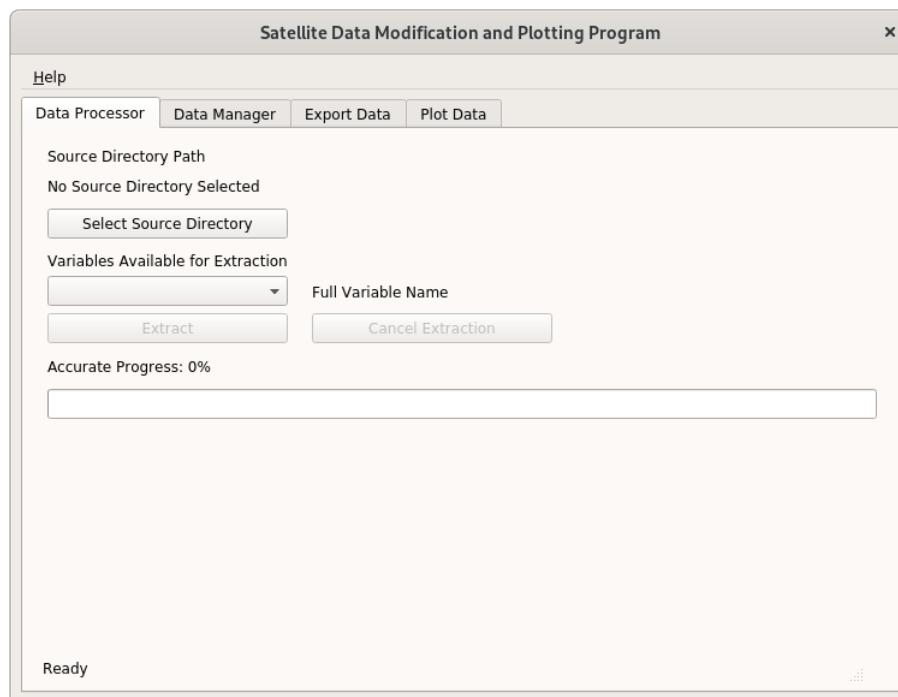 Satellite Data Modification and Plotting Program ×
Help
Data Processor Data Manager Export Data Plot Data
Source Directory Path
No Source Directory Selected
Select Source Directory
Variables Available for Extraction
Full Variable Name
Extract Cancel Extraction
Accurate Progress: 0%
Ready